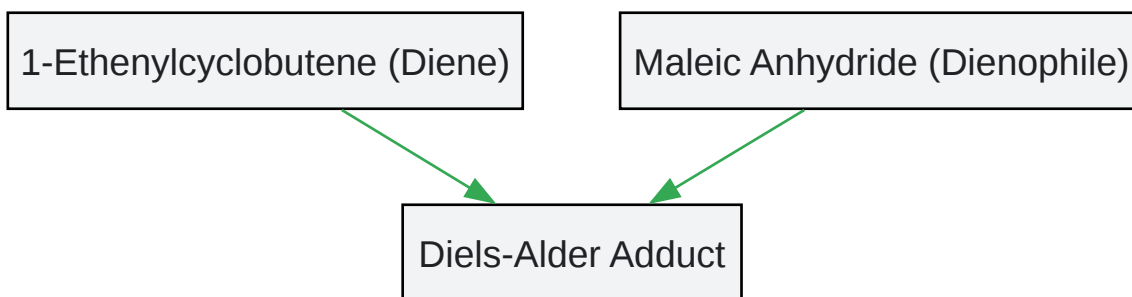 1-Ethenylcyclobutene (Diene)
Maleic Anhydride (Dienophile)
Diels-Alder Adduct